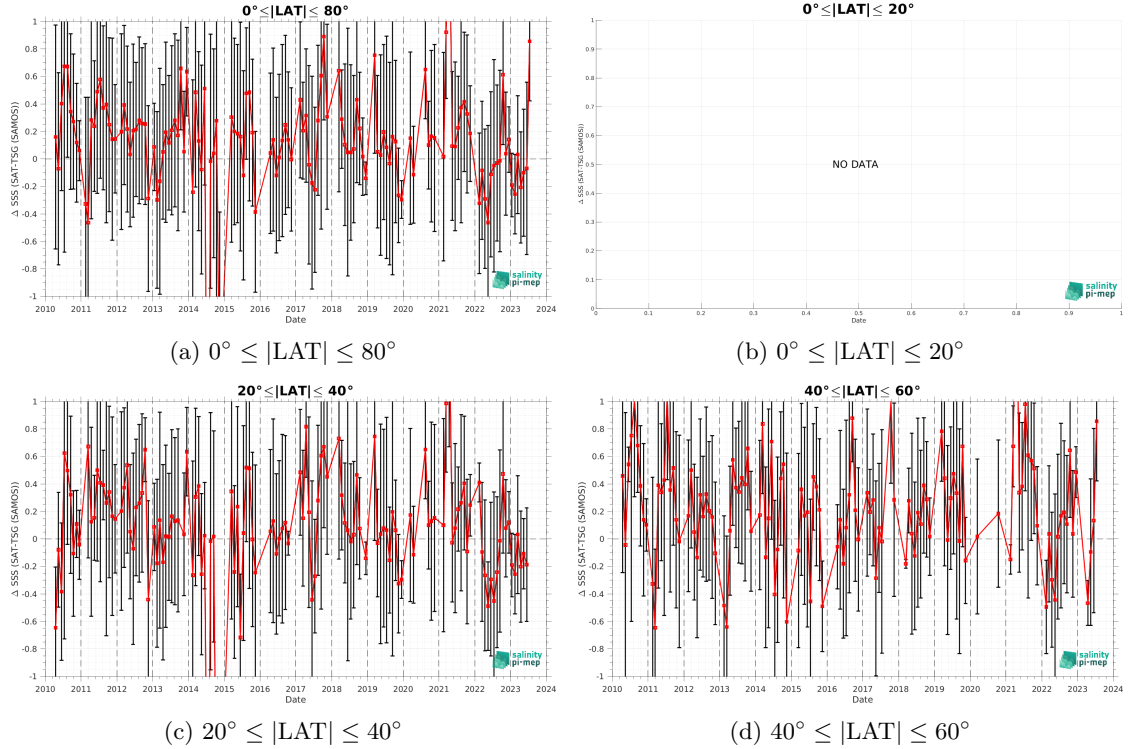 0°≤|LAT|≤ 80°
Δ SSS (SAT-TSG (SAMOS))
1
0.8
0.6
0.4
0.2
0
-0.2
-0.4
-0.6
-0.8
-1
2010 2011 2012 2013 2014 2015 2016 2017 2018 2019 2020 2021 2022 2023 2024
Date
salinity
pi-mep
(a) 0° ≤ |LAT| ≤ 80°
0°≤|LAT|≤ 20°
Δ SSS (SAT-TSG (SAMOS))
1
0.9
0.8
0.7
0.6
0.5
0.4
0.3
0.2
0.1
0
NO DATA
0 0.1 0.2 0.3 0.4 0.5 0.6 0.7 0.8 0.9 1
Date
salinity
pi-mep
(b) 0° ≤ |LAT| ≤ 20°
20°≤|LAT|≤ 40°
Δ SSS (SAT-TSG (SAMOS))
1
0.8
0.6
0.4
0.2
0
-0.2
-0.4
-0.6
-0.8
-1
2010 2011 2012 2013 2014 2015 2016 2017 2018 2019 2020 2021 2022 2023 2024
Date
salinity
pi-mep
(c) 20° ≤ |LAT| ≤ 40°
40°≤|LAT|≤ 60°
Δ SSS (SAT-TSG (SAMOS))
1
0.8
0.6
0.4
0.2
0
-0.2
-0.4
-0.6
-0.8
-1
2010 2011 2012 2013 2014 2015 2016 2017 2018 2019 2020 2021 2022 2023 2024
Date
salinity
pi-mep
(d) 40° ≤ |LAT| ≤ 60°